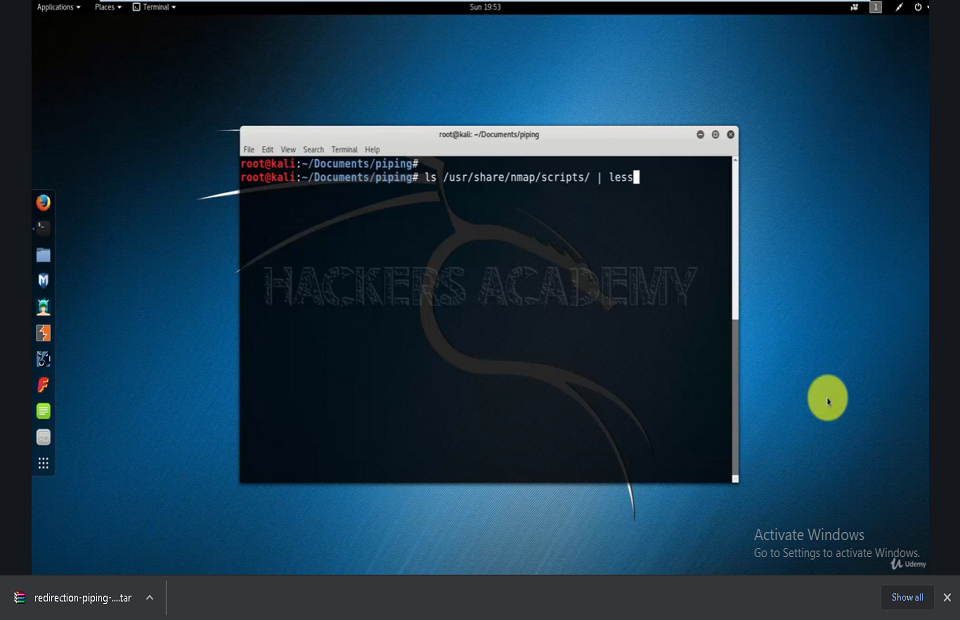 Applications Places Terminal Sun 19:53 1
root@kali: ~/Documents/piping
File Edit View Search Terminal Help
root@kali:~/Documents/piping#
root@kali:~/Documents/piping# ls /usr/share/nmap/scripts/ | less
HACKERS ACADEMY
Activate Windows
Go to Settings to activate Windows.
Udemy
redirection-piping-....tar Show all